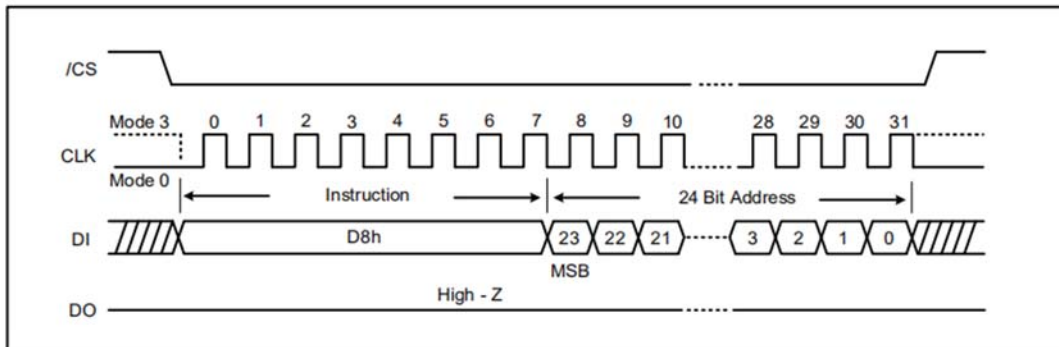 /CS
Mode 3 0 1 2 3 4 5 6 7 8 9 10 28 29 30 31
CLK
Mode 0
Instruction 24 Bit Address
DI D8h 23 22 21 3 2 1 0
MSB
High - Z
DO